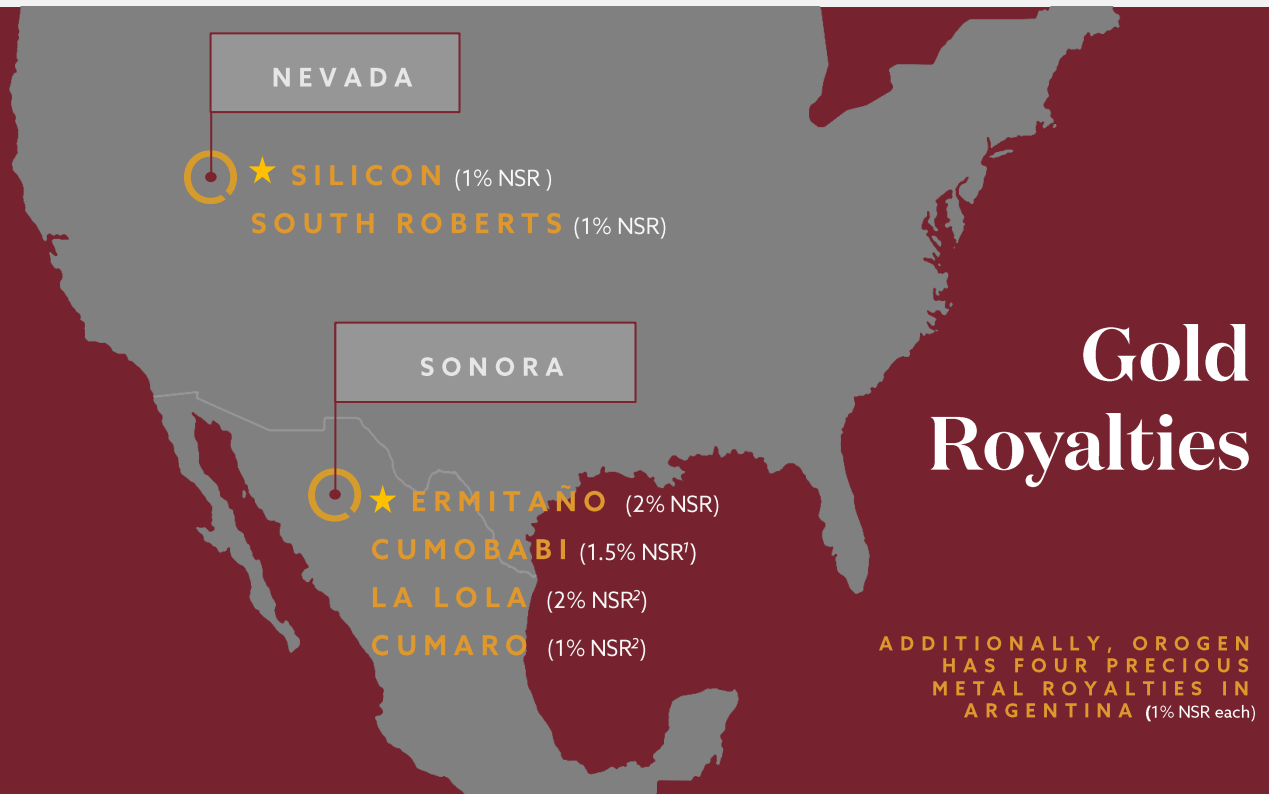 NEVADA
★ SILICON (1% NSR )
SOUTH ROBERTS (1% NSR)
SONORA
★ ERMITAÑO (2% NSR)
CUMOBABI (1.5% NSR¹)
LA LOLA (2% NSR²)
CUMARO (1% NSR²)
Gold
Royalties
ADDITIONALLY, OROGEN
HAS FOUR PRECIOUS
METAL ROYALTIES IN
ARGENTINA (1% NSR each)